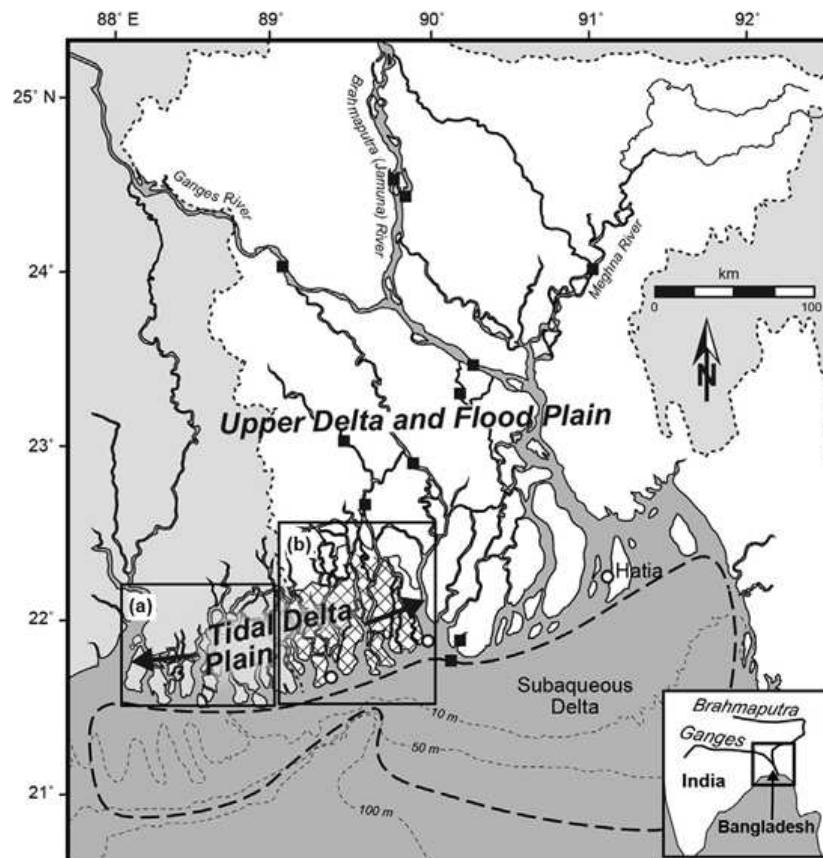 88° E
89°
90°
91°
92°
25° N
24°
23°
22°
21°
Ganges River
Brahmaputra (Jamuna) River
Meghna River
km
0
100
N
Upper Delta and Flood Plain
(a)
(b)
Tidal Delta
Plain
Hatia
Subaqueous
Delta
10 m
50 m
100 m
Brahmaputra
Ganges
India
Bangladesh